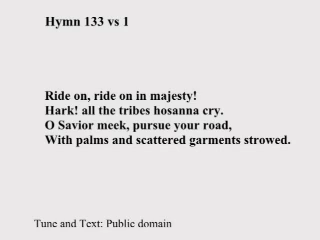 Hymn 133 vs 1
Ride on, ride on in majesty!
Hark! all the tribes hosanna cry.
O Savior meek, pursue your road,
With palms and scattered garments strowed.
Tune and Text: Public domain